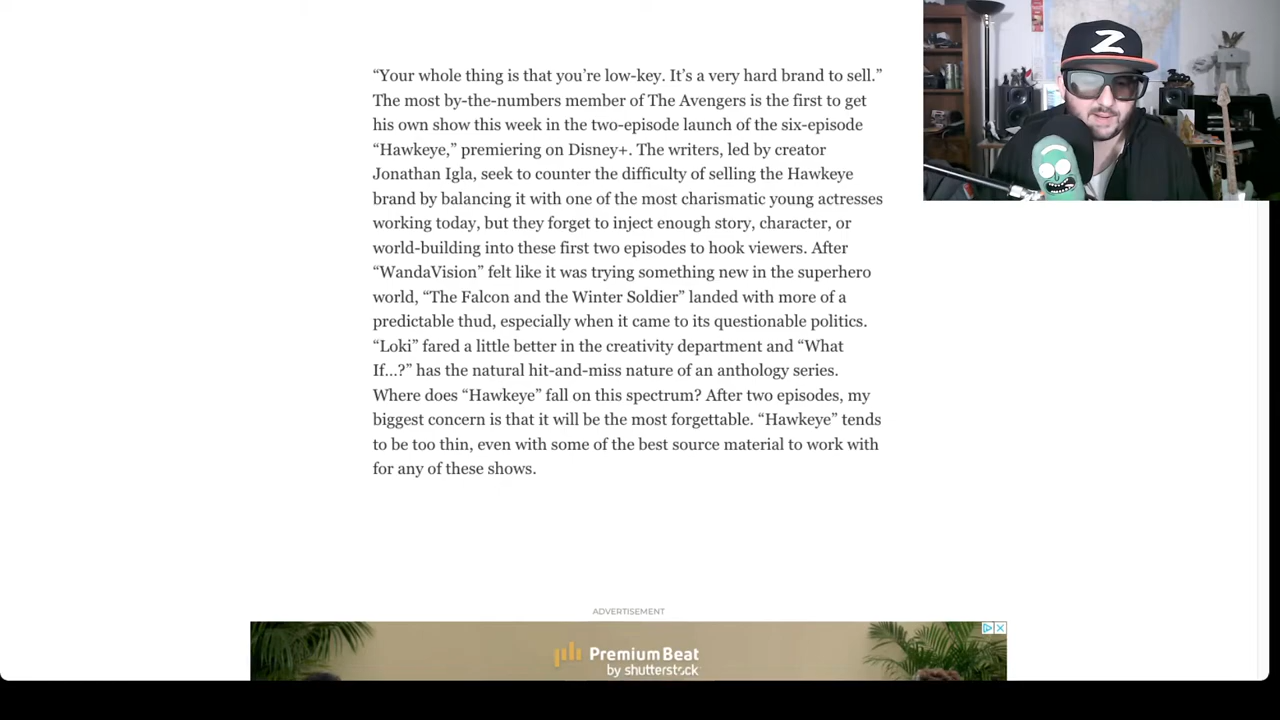 “Your whole thing is that you’re low-key. It’s a very hard brand to sell.”
The most by-the-numbers member of The Avengers is the first to get
his own show this week in the two-episode launch of the six-episode
“Hawkeye,” premiering on Disney+. The writers, led by creator
Jonathan Igla, seek to counter the difficulty of selling the Hawkeye
brand by balancing it with one of the most charismatic young actresses
working today, but they forget to inject enough story, character, or
world-building into these first two episodes to hook viewers. After
“WandaVision” felt like it was trying something new in the superhero
world, “The Falcon and the Winter Soldier” landed with more of a
predictable thud, especially when it came to its questionable politics.
“Loki” fared a little better in the creativity department and “What
If…?” has the natural hit-and-miss nature of an anthology series.
Where does “Hawkeye” fall on this spectrum? After two episodes, my
biggest concern is that it will be the most forgettable. “Hawkeye” tends
to be too thin, even with some of the best source material to work with
for any of these shows.
ADVERTISEMENT
PremiumBeat
by shutterstock
Z